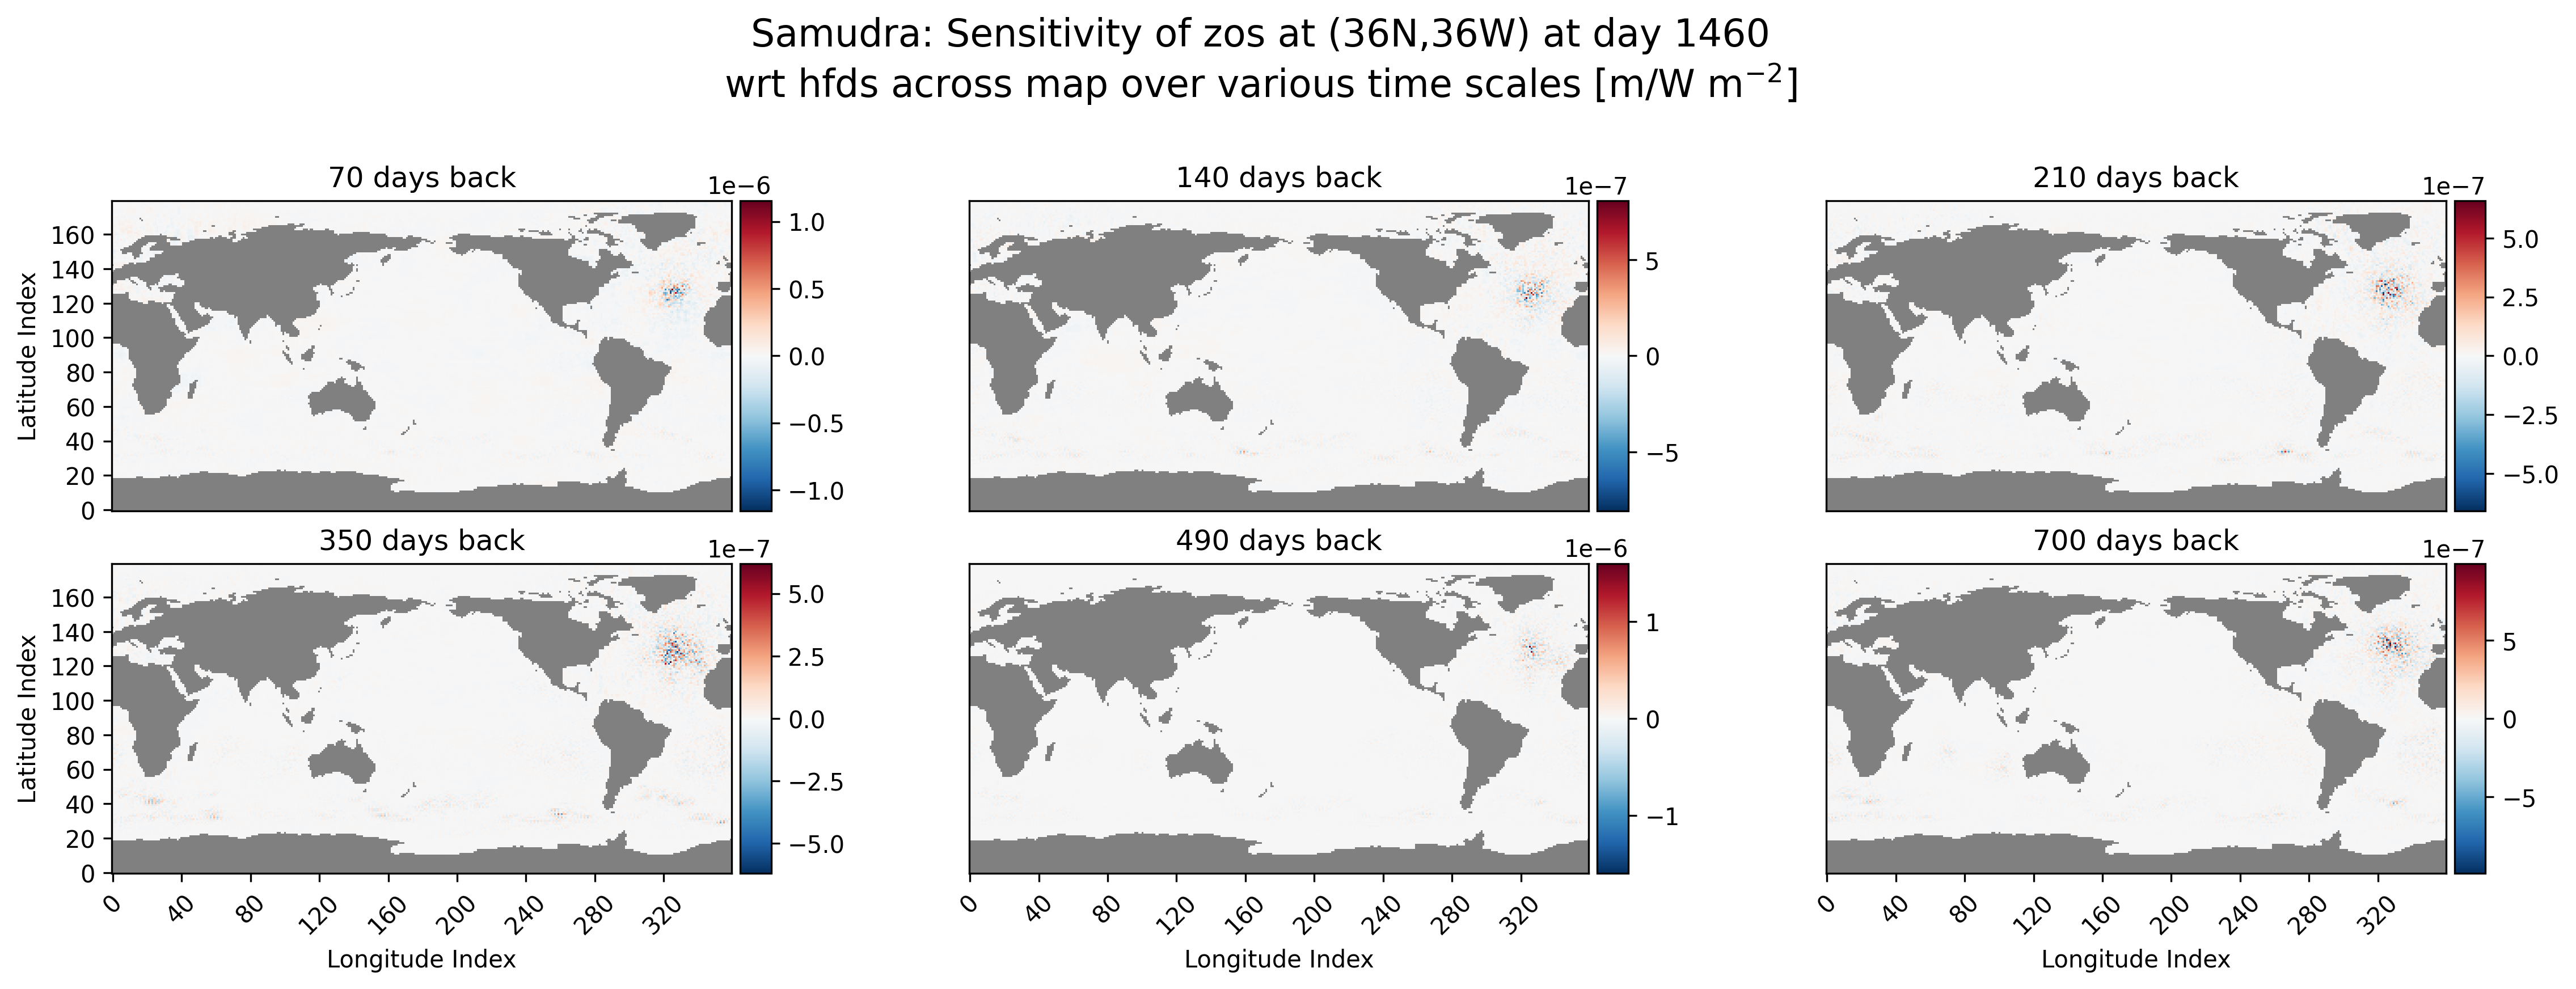 Samudra: Sensitivity of zos at (36N,36W) at day 1460
wrt hfds across map over various time scales [m/W m⁻²]
70 days back
1e−6
140 days back
1e−7
210 days back
1e−7
Latitude Index
160
140
120
100
80
60
40
20
0
1.0
0.5
0.0
−0.5
−1.0
5
0
−5
5.0
2.5
0.0
−2.5
−5.0
350 days back
1e−7
490 days back
1e−6
700 days back
1e−7
Latitude Index
160
140
120
100
80
60
40
20
0
5.0
2.5
0.0
−2.5
−5.0
1
0
−1
5
0
−5
0 40 80 120 160 200 240 280 320
0 40 80 120 160 200 240 280 320
0 40 80 120 160 200 240 280 320
Longitude Index
Longitude Index
Longitude Index